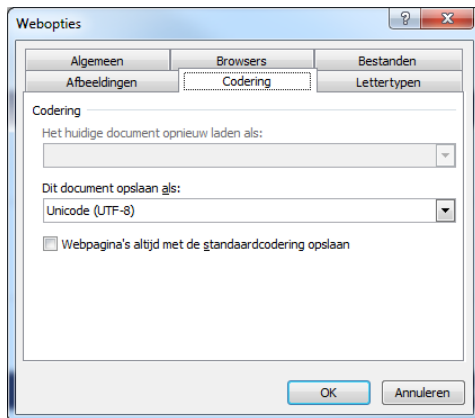 Webopties
Algemeen Browsers Bestanden
Afbeeldingen Codering Lettertypen
Codering
Het huidige document opnieuw laden als:
Dit document opslaan als:
Unicode (UTF-8)
Webpagina's altijd met de standaardcodering opslaan
OK Annuleren